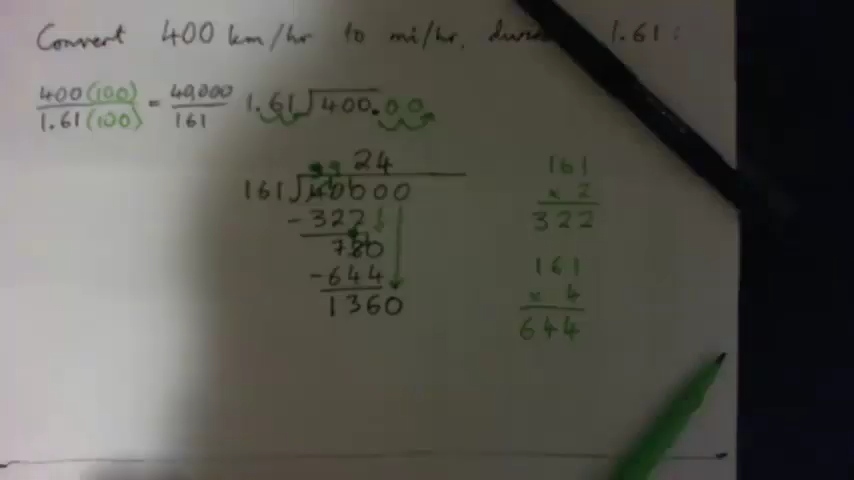 Convert 400 km/hr to mi/hr, 1.61:
400(100) / 1.61(100) = 40,000 / 161
1.61 400.00
24
161 40000
-322
780
-644
1360
161
x 2
322
161
x 4
644